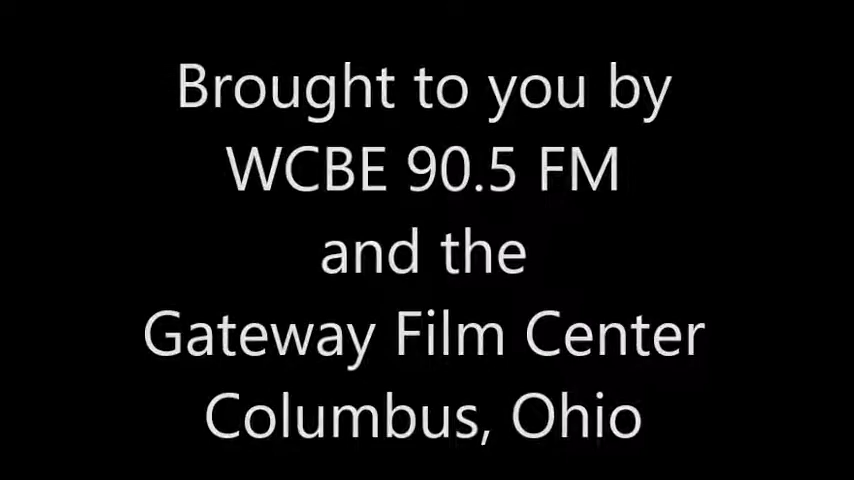 Brought to you by
WCBE 90.5 FM
and the
Gateway Film Center
Columbus, Ohio